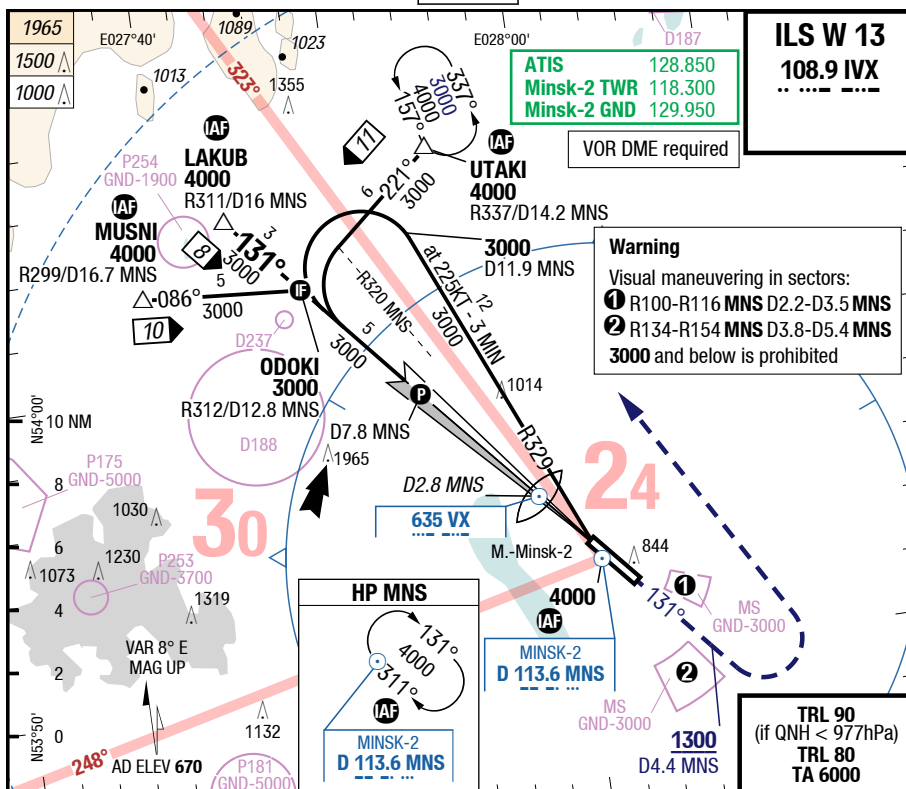 1965
1500
1000
E027°40'
1089
1023
1013
1355
323°
E028°00'
D187
ATIS 128.850
Minsk-2 TWR 118.300
Minsk-2 GND 129.950
VOR DME required
ILS W 13
108.9 IVX
337°
3000
4000
157°
11
IAF
UTAKI
4000
R337/D14.2 MNS
6
221°
3000
IAF
LAKUB
4000
R311/D16 MNS
P254
GND-1900
IAF
MUSNI
4000
R299/D16.7 MNS
8
3
131°
3000
086°
5
3000
10
IF
ODOKI
3000
R312/D12.8 MNS
D237
D188
3000
D11.9 MNS
R320 MNS
at 225KT - 3 MIN
12
3000
5
3000
Warning
Visual maneuvering in sectors:
1 R100-R116 MNS D2.2-D3.5 MNS
2 R134-R154 MNS D3.8-D5.4 MNS
3000 and below is prohibited
P
D7.8 MNS
1014
R329
1965
N54°00'
10 NM
8
6
4
2
0
N53°50'
P175
GND-5000
1030
1230
1073
P253
GND-3700
1319
30
24
D2.8 MNS
635 VX
M.-Minsk-2
844
4000
IAF
MINSK-2
D 113.6 MNS
131°
1
MS
GND-3000
2
MS
GND-3000
1300
D4.4 MNS
HP MNS
131°
4000
311°
IAF
MINSK-2
D 113.6 MNS
VAR 8° E
MAG UP
AD ELEV 670
1132
248°
P181
GND-5000
TRL 90
(if QNH < 977hPa)
TRL 80
TA 6000